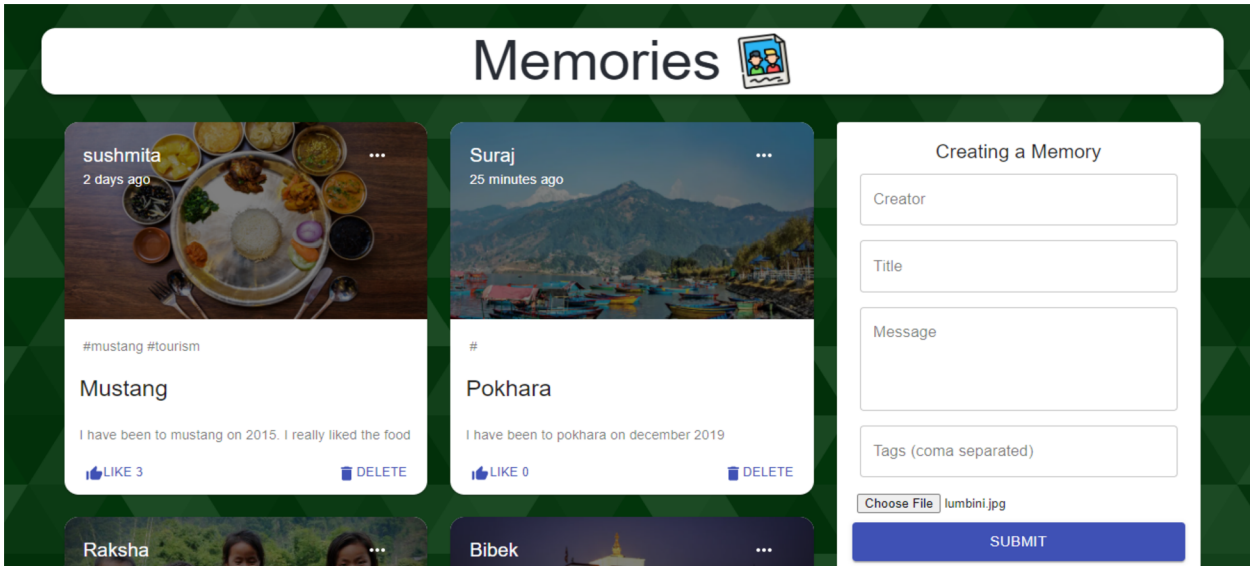 Memories
sushmita
2 days ago
#mustang #tourism
Mustang
I have been to mustang on 2015. I really liked the food
LIKE 3
DELETE
Suraj
25 minutes ago
#
Pokhara
I have been to pokhara on december 2019
LIKE 0
DELETE
Raksha
Bibek
Creating a Memory
Creator
Title
Message
Tags (coma separated)
Choose File lumbini.jpg
SUBMIT